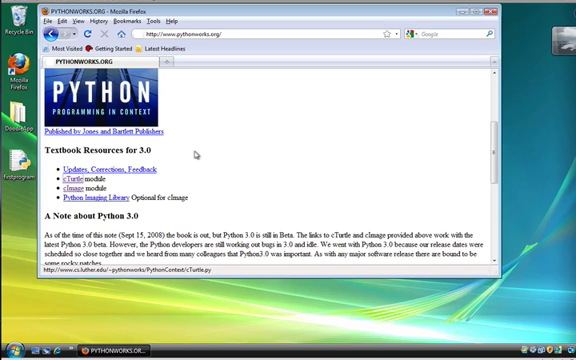 PYTHONWORKS.ORG - Mozilla Firefox
File Edit View History Bookmarks Tools Help
http://www.pythonworks.org/
Google
Most Visited Getting Started Latest Headlines
PYTHONWORKS.ORG
Recycle Bin
Mozilla
Firefox
firstprogram
PYTHON
PROGRAMMING IN CONTEXT
Published by Jones and Bartlett Publishers
Textbook Resources for 3.0
Updates, Corrections, Feedback
cTurtle module
cImage module
Python Imaging Library Optional for cImage
A Note about Python 3.0
As of the time of this note (Sept 15, 2008) the book is out, but Python 3.0 is still in Beta. The links to cTurtle and cImage provided above work with the
latest Python 3.0 beta. However, the Python developers are still working out bugs in 3.0 and idle. We went with Python 3.0 because our release dates were
scheduled so close together and we heard from many colleagues that Python3.0 was important. As with any major software release there are bound to be
some rocky patches.
http://www.cs.luther.edu/~pythonworks/PythonContext/cTurtle.py
PYTHONWORKS.OR...